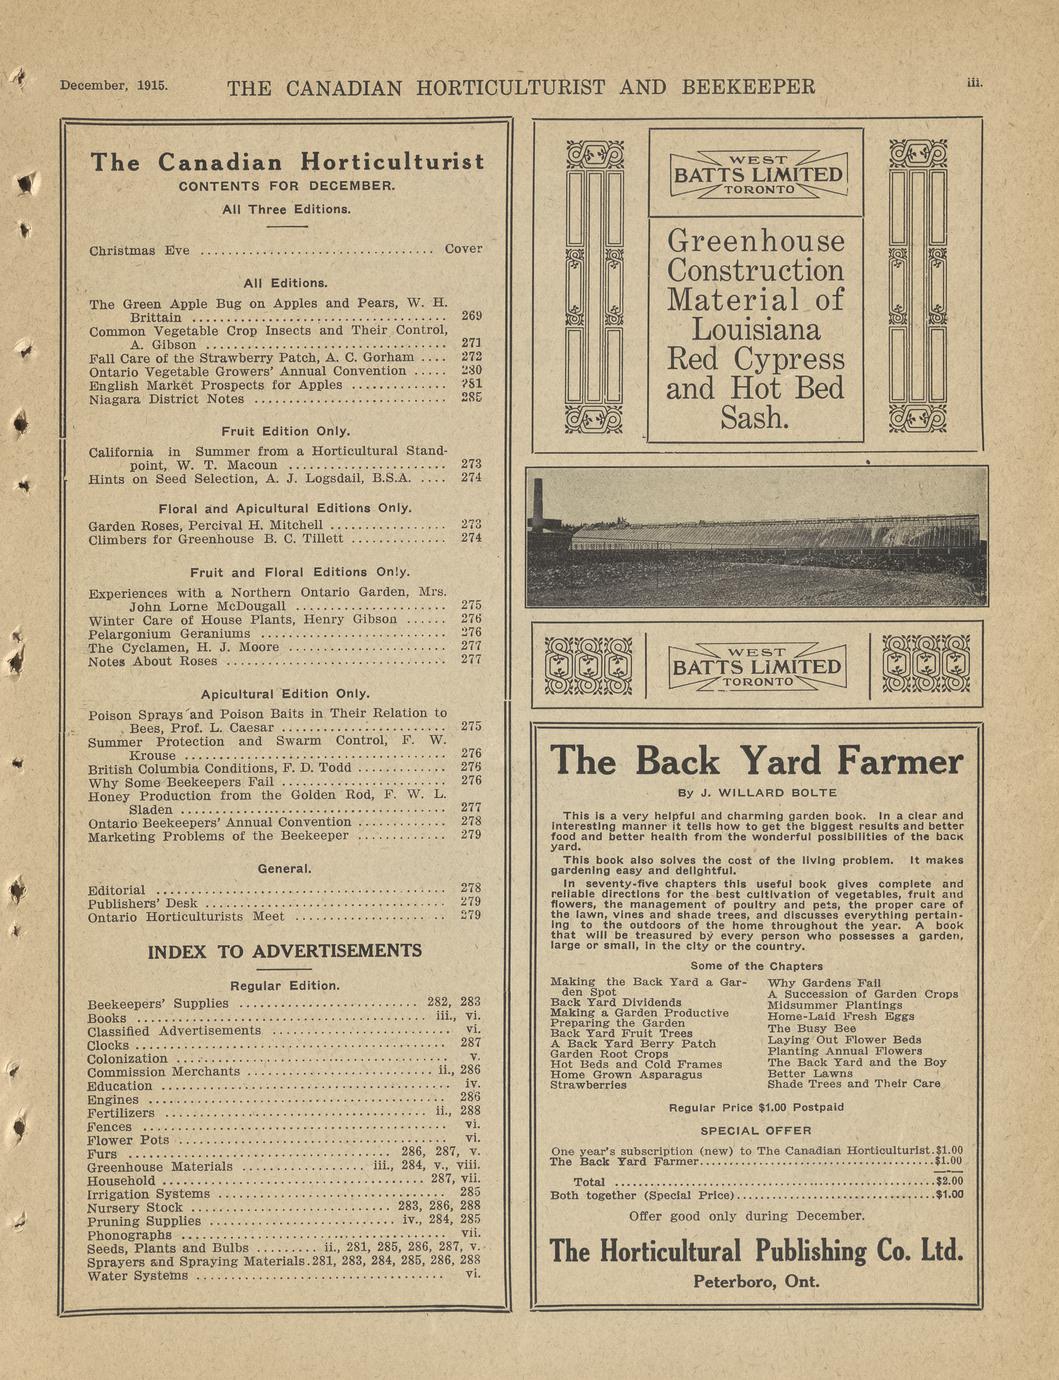 December, 1915.
THE CANADIAN HORTICULTURIST AND BEEKEEPER
iii.
The Canadian Horticulturist
CONTENTS FOR DECEMBER.
All Three Editions.
Christmas Eve .............................. Cover
All Editions.
The Green Apple Bug on Apples and Pears, W. H.
Brittain ................................. 269
Common Vegetable Crop Insects and Their Control,
A. Gibson ............................... 271
Fall Care of the Strawberry Patch, A. C. Gorham .... 272
Ontario Vegetable Growers' Annual Convention ..... 280
English Market Prospects for Apples ............ 281
Niagara District Notes ......................... 285
Fruit Edition Only.
California in Summer from a Horticultural Stand-
point, W. T. Macoun .................... 273
Hints on Seed Selection, A. J. Logsdail, B.S.A. .... 274
Floral and Apicultural Editions Only.
Garden Roses, Percival H. Mitchell ............... 273
Climbers for Greenhouse B. C. Tillett ............ 274
Fruit and Floral Editions Only.
Experiences with a Northern Ontario Garden, Mrs.
John Lorne McDougall ................... 275
Winter Care of House Plants, Henry Gibson ...... 276
Pelargonium Geraniums ........................ 276
The Cyclamen, H. J. Moore .................... 277
Notes About Roses ............................ 277
Apicultural Edition Only.
Poison Sprays and Poison Baits in Their Relation to
Bees, Prof. L. Caesar ..................... 275
Summer Protection and Swarm Control, F. W.
Krouse .................................. 276
British Columbia Conditions, F. D. Todd ........... 276
Why Some Beekeepers Fail ..................... 276
Honey Production from the Golden Rod, F. W. L.
Sladen .................................. 277
Ontario Beekeepers' Annual Convention ............ 278
Marketing Problems of the Beekeeper ............ 279
General.
Editorial ..................................... 278
Publishers' Desk .............................. 279
Ontario Horticulturists Meet .................... 279
INDEX TO ADVERTISEMENTS
Regular Edition.
Beekeepers' Supplies ........................ 282, 283
Books ...................................... iii., vi.
Classified Advertisements ......................... vi.
Clocks ....................................... 287
Colonization .................................... v.
Commission Merchants ........................ ii., 286
Education ...................................... iv.
Engines ....................................... 286
Fertilizers .................................. ii., 288
Fences ........................................ vi.
Flower Pots .................................... vi.
Furs .................................. 286, 287, v.
Greenhouse Materials ................ iii., 284, v., viii.
Household .................................. 287, vii.
Irrigation Systems .............................. 285
Nursery Stock .......................... 283, 286, 288
Pruning Supplies ......................... iv., 284, 285
Phonographs ................................... vii.
Seeds, Plants and Bulbs ......... ii., 281, 285, 286, 287, v.
Sprayers and Spraying Materials.281, 283, 284, 285, 286, 288
Water Systems .................................. vi.
WEST
BATTS LIMITED
TORONTO
Greenhouse
Construction
Material of
Louisiana
Red Cypress
and Hot Bed
Sash.
WEST
BATTS LIMITED
TORONTO
The Back Yard Farmer
By J. WILLARD BOLTE
This is a very helpful and charming garden book. In a clear and
interesting manner it tells how to get the biggest results and better
food and better health from the wonderful possibilities of the back
yard.
This book also solves the cost of the living problem. It makes
gardening easy and delightful.
In seventy-five chapters this useful book gives complete and
reliable directions for the best cultivation of vegetables, fruit and
flowers, the management of poultry and pets, the proper care of
the lawn, vines and shade trees, and discusses everything pertain-
ing to the outdoors of the home throughout the year. A book
that will be treasured by every person who possesses a garden,
large or small, in the city or the country.
Some of the Chapters
Making the Back Yard a Gar-
den Spot
Back Yard Dividends
Making a Garden Productive
Preparing the Garden
Back Yard Fruit Trees
A Back Yard Berry Patch
Garden Root Crops
Hot Beds and Cold Frames
Home Grown Asparagus
Strawberries
Why Gardens Fail
A Succession of Garden Crops
Midsummer Plantings
Home-Laid Fresh Eggs
The Busy Bee
Laying Out Flower Beds
Planting Annual Flowers
The Back Yard and the Boy
Better Lawns
Shade Trees and Their Care
Regular Price $1.00 Postpaid
SPECIAL OFFER
One year's subscription (new) to The Canadian Horticulturist.$1.00
The Back Yard Farmer.................................$1.00
Total .............................................$2.00
Both together (Special Price)............................$1.00
Offer good only during December.
The Horticultural Publishing Co. Ltd.
Peterboro, Ont.